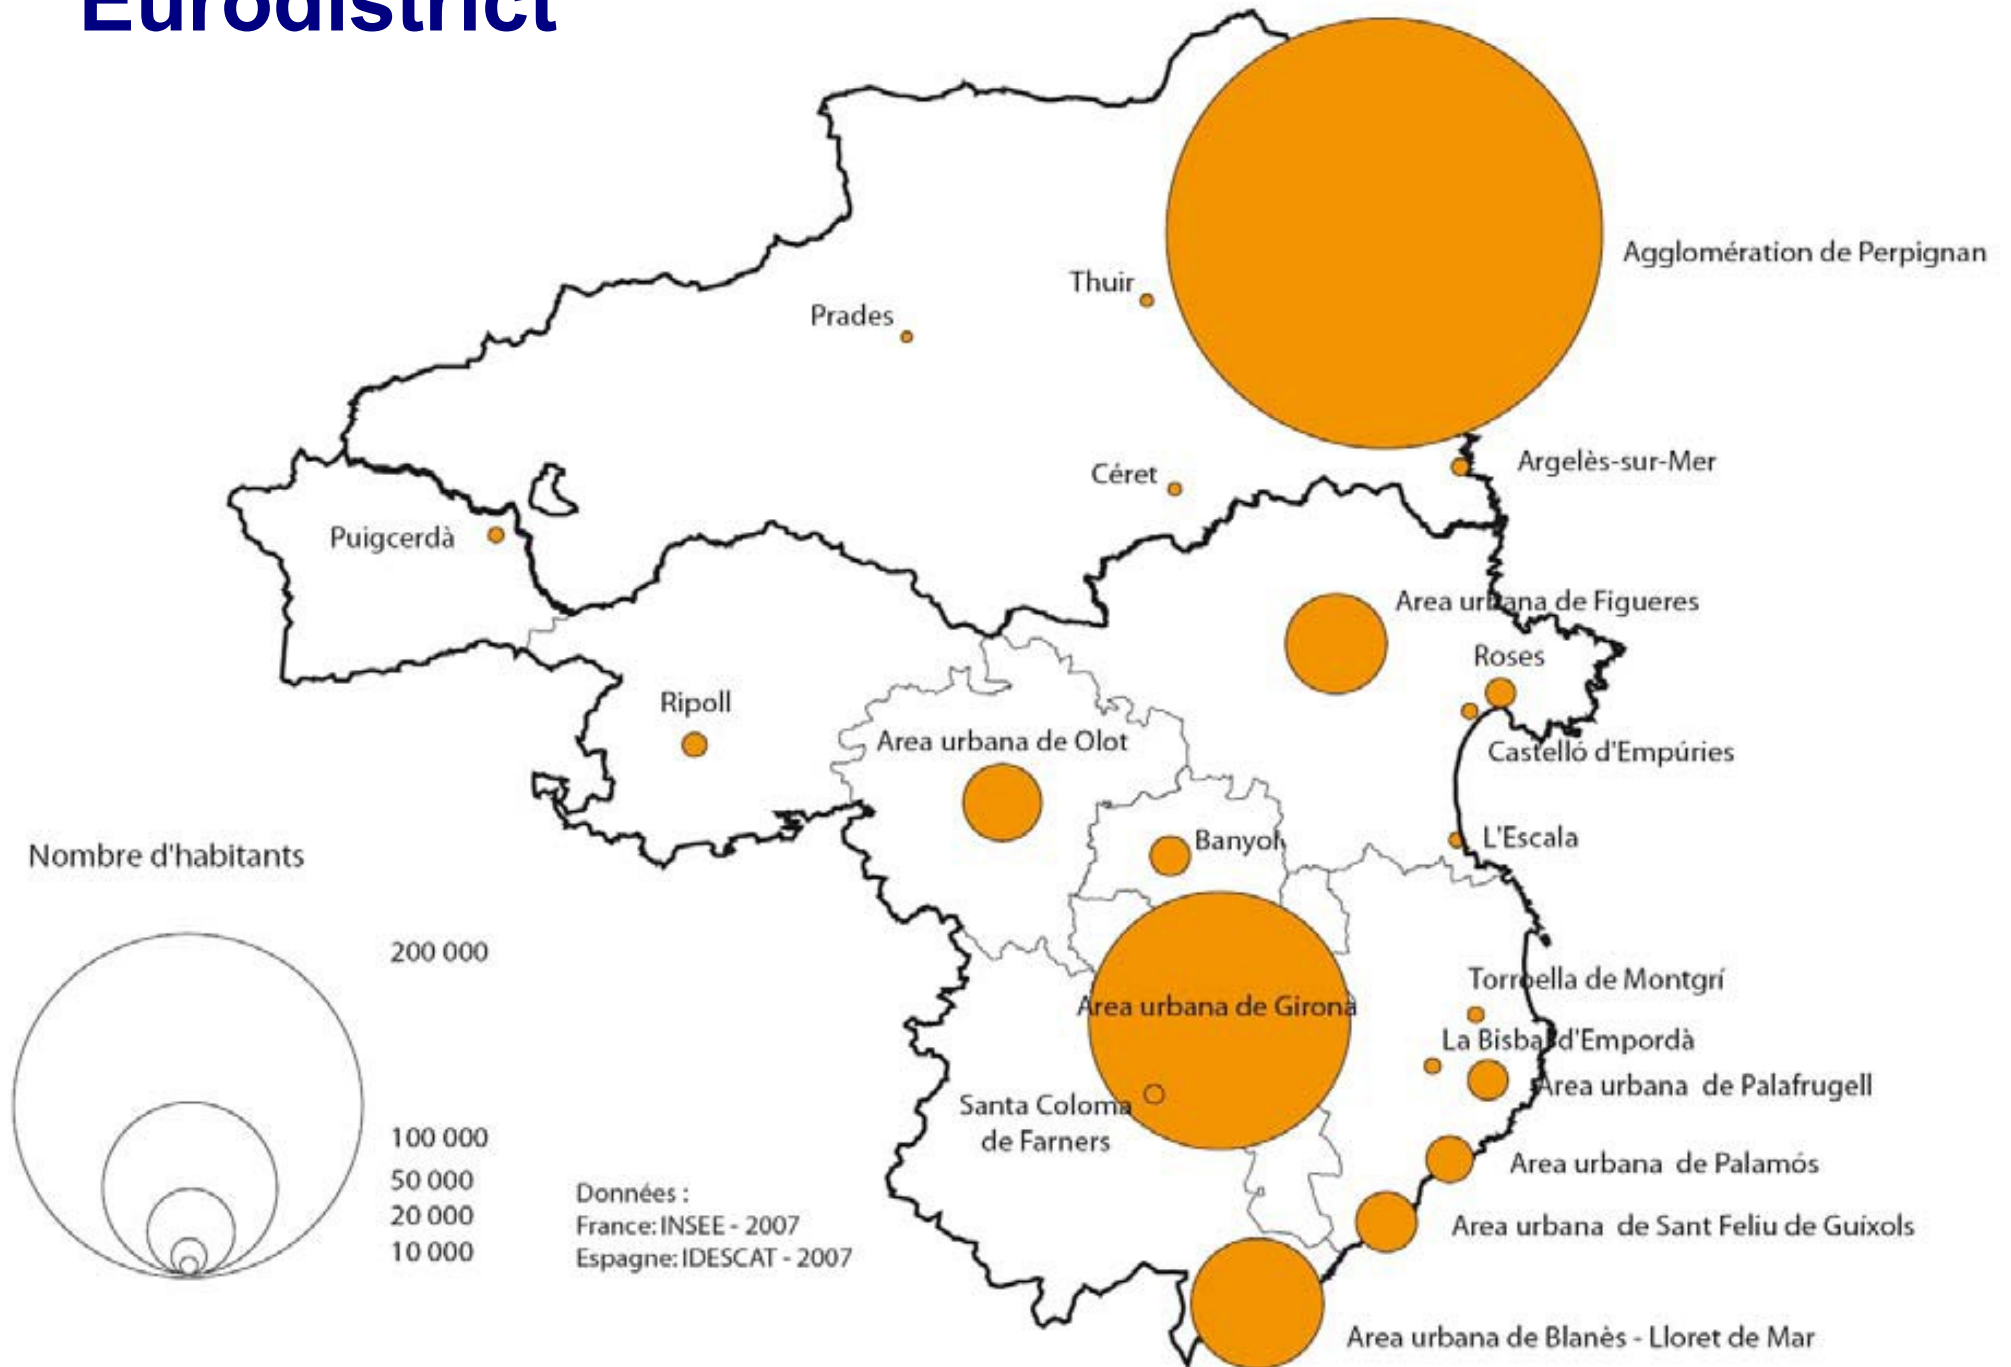 Eurodistrict
Agglomération de Perpignan
Thuir
Prades
Argelès-sur-Mer
Céret
Puigcerdà
Area urbana de Figueres
Roses
Ripoll
Area urbana de Olot
Castelló d'Empúries
Banyol
L'Escala
Nombre d'habitants
200 000
100 000
50 000
20 000
10 000
Torroella de Montgrí
Area urbana de Girona
La Bisbal d'Empordà
Area urbana de Palafrugell
Santa Coloma
de Farners
Area urbana de Palamós
Données :
France: INSEE - 2007
Espagne: IDESCAT - 2007
Area urbana de Sant Feliu de Guíxols
Area urbana de Blanès - Lloret de Mar